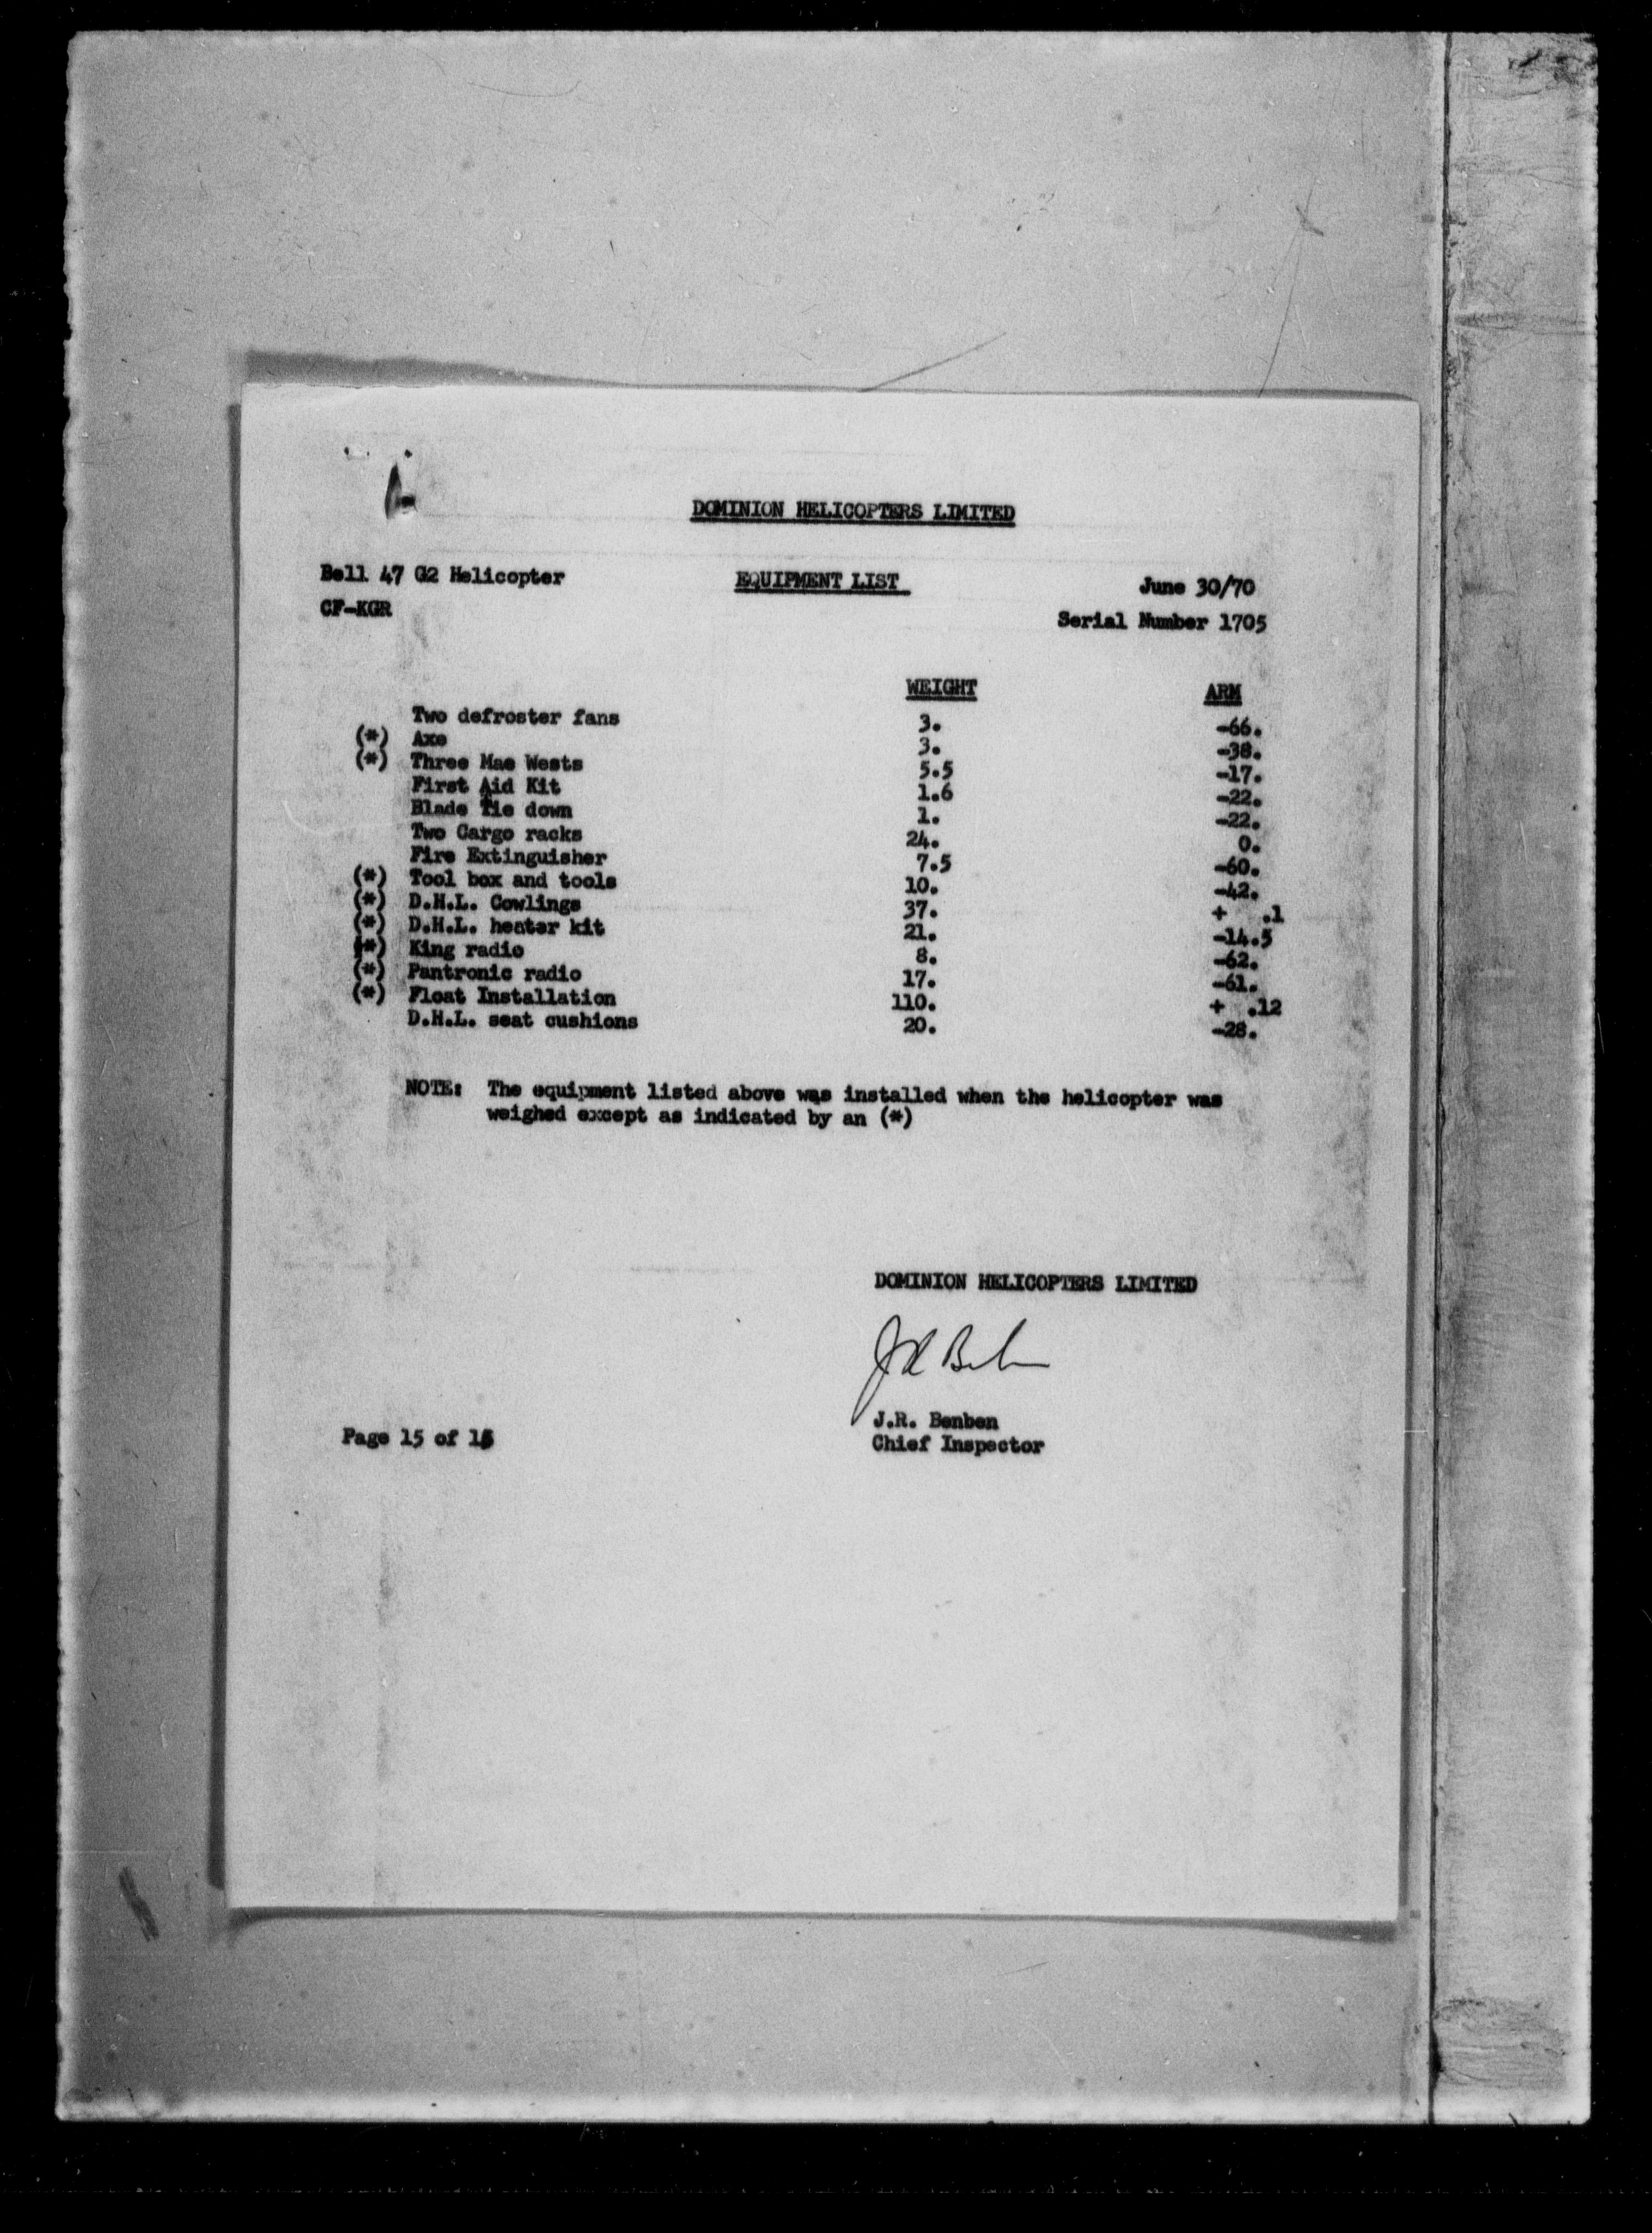 DOMINION HELICOPTERS LIMITED
Bell 47 G2 Helicopter EQUIPMENT LIST June 30/70
CF-KGR Serial Number 1705
WEIGHT ARM
Two defroster fans 3. -66.
(*) Axe 3. -38.
(*) Three Mae Wests 5.5 -17.
First Aid Kit 1.6 -22.
Blade Tie down 1. -22.
Two Cargo racks 24. 0.
Fire Extinguisher 7.5 -60.
(*) Tool box and tools 10. -42.
(*) D.H.L. Cowlings 37. + .1
(*) D.H.L. heater kit 21. -14.5
(*) King radio 8. -62.
(*) Pantronic radio 17. -61.
(*) Float Installation 110. + .12
D.H.L. seat cushions 20. -28.
NOTE: The equipment listed above was installed when the helicopter was
weighed except as indicated by an (*)
DOMINION HELICOPTERS LIMITED
J.R. Benben
Page 15 of
Chief Inspector